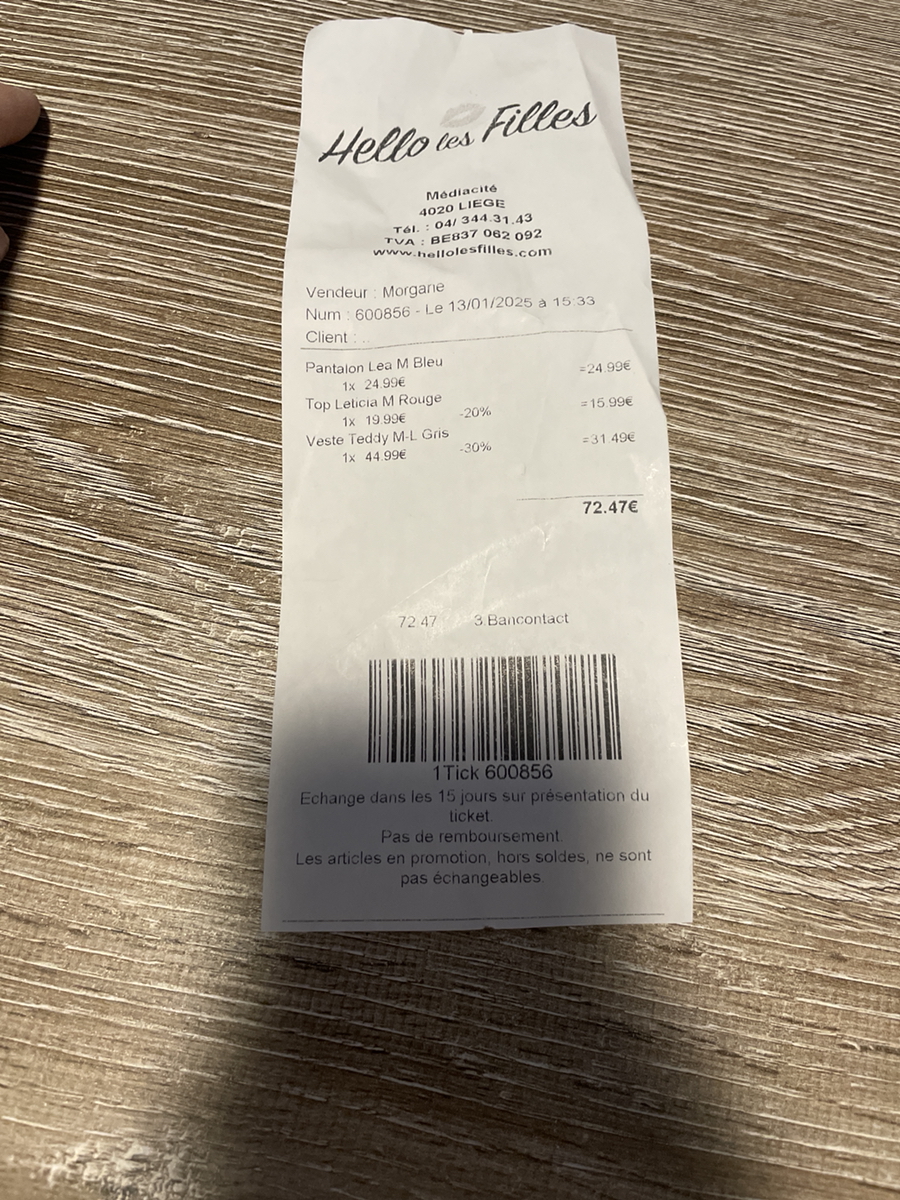 Hello les Filles
Médiacité
4020 LIEGE
Tél. : 04/ 344.31.43
TVA : BE837 062 092
www.hellolesfilles.com
Vendeur : Morgane
Num : 600856 - Le 13/01/2025 à 15:33
Client : ..
Pantalon Lea M Bleu
1x 24.99€ =24.99€
Top Leticia M Rouge
1x 19.99€ -20% =15.99€
Veste Teddy M-L Gris
1x 44.99€ -30% =31.49€
72.47€
72.47 3.Bancontact
1Tick 600856
Echange dans les 15 jours sur présentation du
ticket.
Pas de remboursement.
Les articles en promotion, hors soldes, ne sont
pas échangeables.